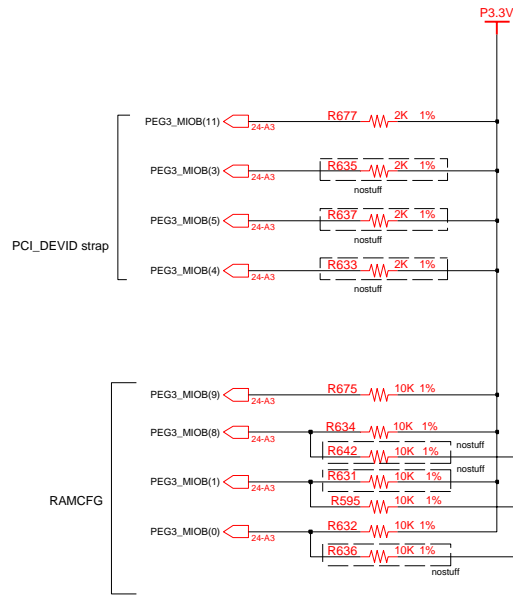 P3.3V
PEG3_MIOB(11) 24-A3 R677 2K 1%
PEG3_MIOB(3) 24-A3 R635 2K 1%
nostuff
PEG3_MIOB(5) 24-A3 R637 2K 1%
nostuff
PCI_DEVID strap
PEG3_MIOB(4) 24-A3 R633 2K 1%
nostuff
PEG3_MIOB(9) 24-A3 R675 10K 1%
PEG3_MIOB(8) 24-A3 R634 10K 1%
nostuff
R642 10K 1%
nostuff
PEG3_MIOB(1) 24-A3 R631 10K 1%
RAMCFG
R595 10K 1%
PEG3_MIOB(0) 24-A3 R632 10K 1%
R636 10K 1%
nostuff